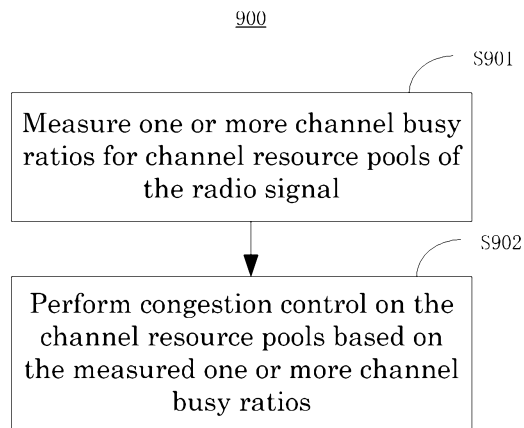 900
S901
Measure one or more channel busy
ratios for channel resource pools of
the radio signal
S902
Perform congestion control on the
channel resource pools based on
the measured one or more channel
busy ratios